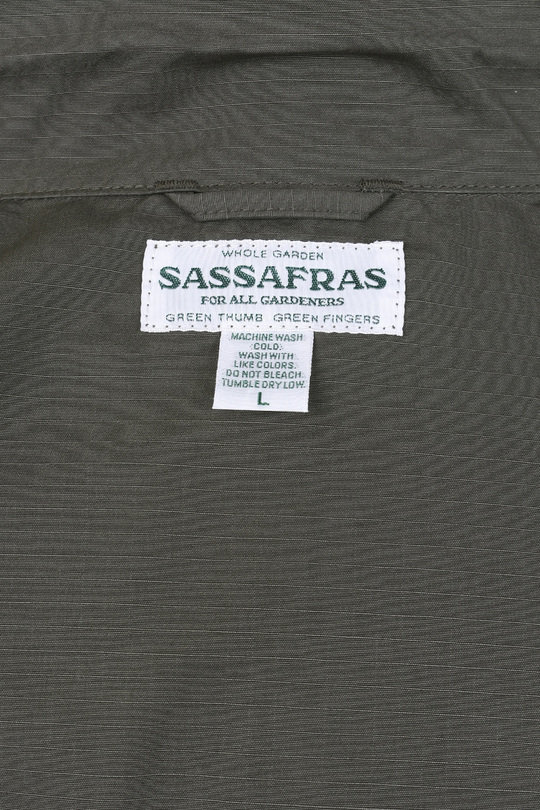 WHOLE GARDEN
SASSAFRAS
FOR ALL GARDENERS
GREEN THUMB GREEN FINGERS
MACHINE WASH
COLD.
WASH WITH
LIKE COLORS.
DO NOT BLEACH.
TUMBLE DRY LOW.
L